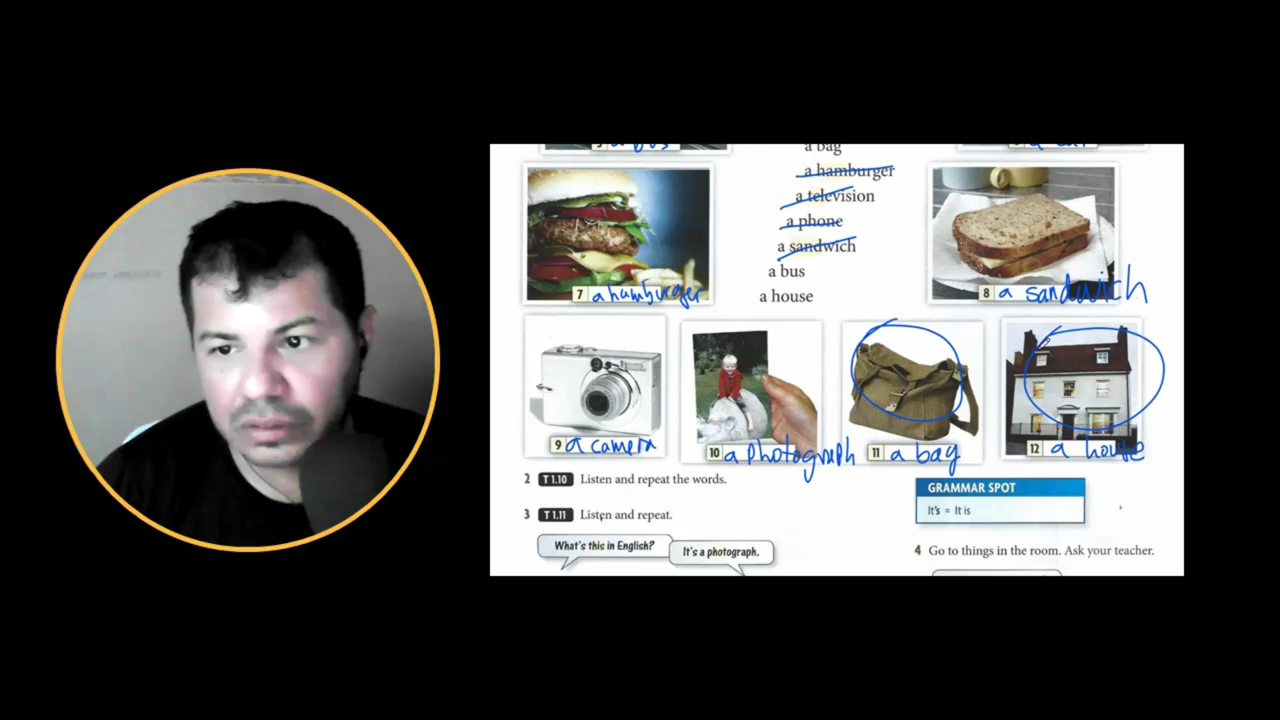 a bag
a hamburger
a television
a phone
a sandwich
a bus
a house
7 a hamburger
8 a sandwich
9 a camera
10 a photograph
11 a bag
12 a house
2 T 1.10 Listen and repeat the words.
3 T 1.11 Listen and repeat.
What's this in English?
It's a photograph.
GRAMMAR SPOT
It's = It is
4 Go to things in the room. Ask your teacher.